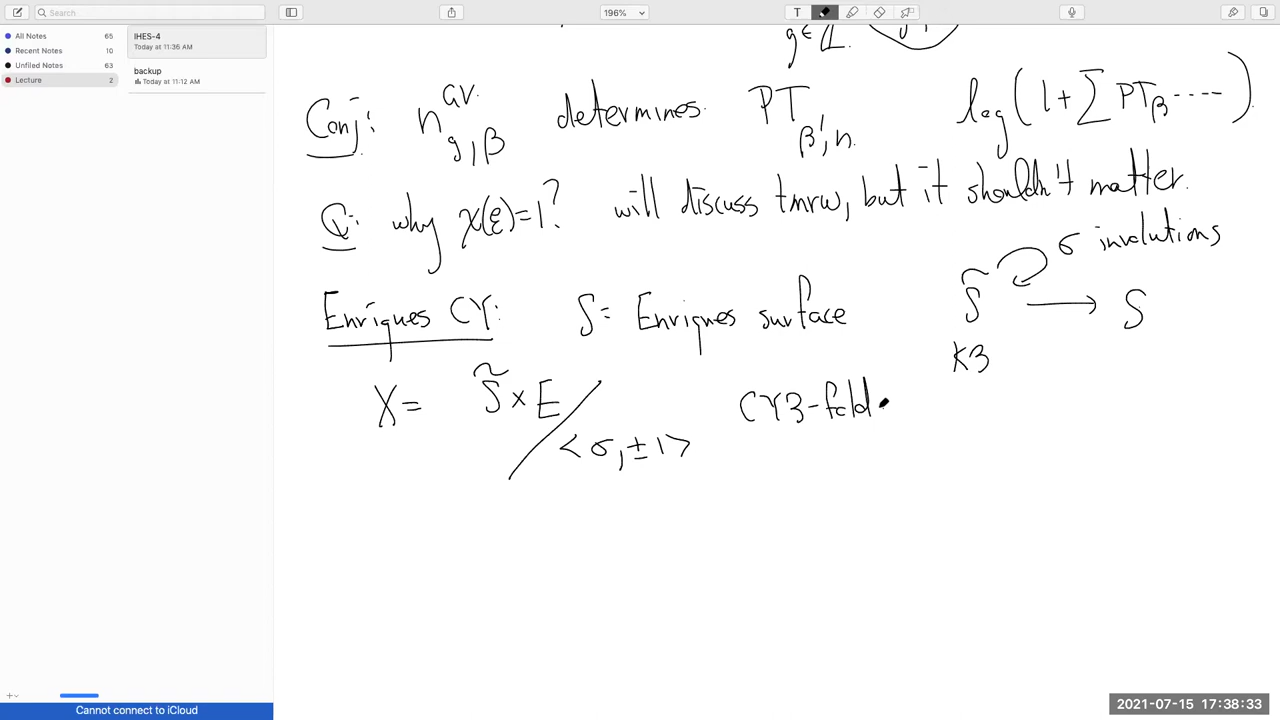 Search
196%
T
All Notes 65
Recent Notes 10
Unfiled Notes 63
Lecture 2
IHES-4
Today at 11:36 AM
backup
Today at 11:12 AM
g∈ℤ.
Conj: n^{GV}_{g,β} determines PT_{β',n} log(1+∑PT_β ....).
Q: why χ(ξ)=1? will discuss tmrw, but it shouldn't matter.
Enriques CY: S= Enriques surface S̃ → S σ involutions
K3
X= S̃ × E / <σ,±1> CY3-fold
Cannot connect to iCloud
2021-07-15 17:38:33